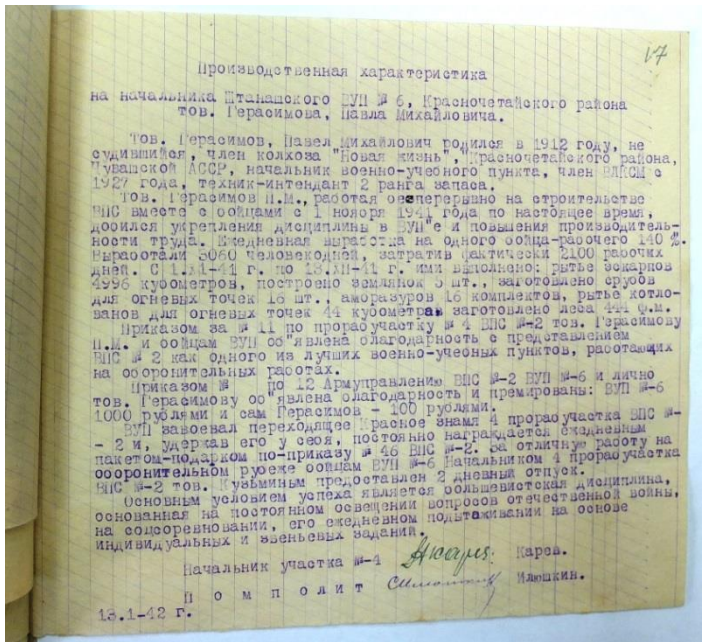 17
Производственная характеристика
на начальника Штанашского ВУП № 6, Красночетайского района
тов. Герасимова, Павла Михайловича.
Тов. Герасимов, Павел Михайлович родился в 1912 году, не
судившийся, член колхоза "Новая жизнь", Красночетайского района,
Чувашской АССР, начальник военно-учебного пункта, член ВЛКСМ с
1927 года, техник-интендант 2 ранга запаса.
Тов. Герасимов П.М., работая бесперерывно на строительстве
ВПС вместе с бойцами с 1 ноября 1941 года по настоящее время,
добился укрепления дисциплины в ВУП"е и повышения производитель-
ности труда. Ежедневная выработка на одного бойца-рабочего 140 %.
Выработали 3060 человекодней, затратив фактически 2100 рабочих
дней. С 1.XI-41 г. по 13.XII-41 г. ими выполнено: рытье эскарпов
4996 кубометров, построено землянок 5 шт., заготовлено срубов
для огневых точек 16 шт., аморазуров 16 комплектов, рытье котло-
ванов для огневых точек 44 кубометрам заготовлено леса 444 ф.м.
Приказом за № 11 по прорабучастку № 4 ВПС №-2 тов. Герасимову
П.М. и бойцам ВУП об"явлена благодарность с представлением
ВПС № 2 как одного из лучших военно-учебных пунктов, работающих
на оборонительных работах.
Приказом № по 12 Армуправлению ВПС №-2 ВУП №-6 и лично
тов. Герасимову об"явлена благодарность и премированы: ВУП №-6
1000 рублями и сам Герасимов - 100 рублями.
ВУП завоевал переходящее Красное знамя 4 прорабучастка ВПС №-
- 2 и, удержав его у себя, постоянно награждается ежедневным
пакетом-подарком по-приказу № 46 ВПС №-2. За отличную работу на
оборонительном рубеже бойцам ВУП №-6 Начальником 4 прорабучастка
ВПС №-2 тов. Кузьминым предоставлен 2 дневный отпуск.
Основным условием успеха является большевистская дисциплина,
основанная на постоянном освещении вопросов отечественной войны,
на соцсоревновании, его ежедневном подытаживании на основе
индивидуальных и звеньевых заданий.
Начальник участка №-4 Карев.
Помполит Илюшкин.
13.1-42 г.